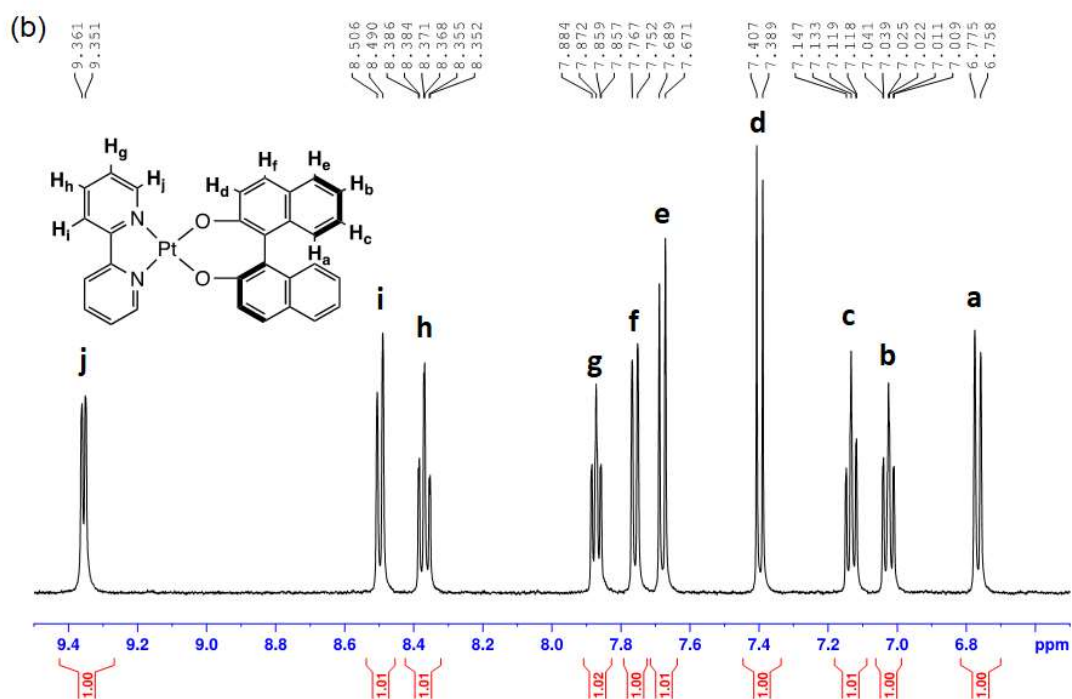 (b)
9.361
9.351
8.506
8.490
8.386
8.384
8.371
8.368
8.355
8.352
7.884
7.872
7.859
7.857
7.767
7.752
7.689
7.671
7.407
7.389
7.147
7.133
7.119
7.118
7.041
7.039
7.025
7.022
7.011
7.009
6.775
6.758
d
Hg
Hf
He
Hh
Hj
Hd
Hb
Hi
N
O
Hc
Pt
Ha
N
O
e
i
h
f
c
a
b
j
g
9.4 9.2 9.0 8.8 8.6 8.4 8.2 8.0 7.8 7.6 7.4 7.2 7.0 6.8 ppm
1.00
1.01
1.01
1.02
1.00
1.01
1.00
1.01
1.00
1.00